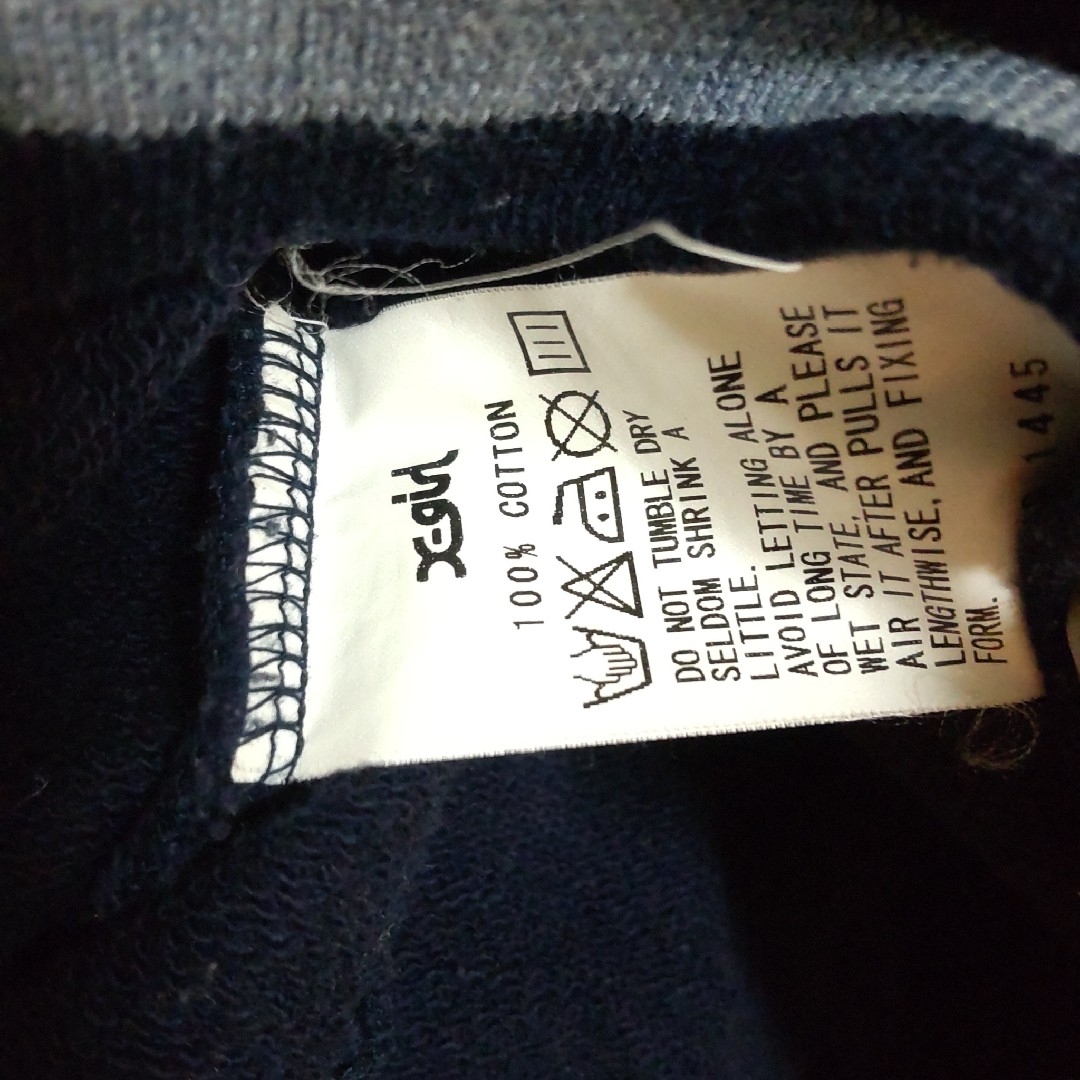 X-girl
100% COTTON
DO NOT TUMBLE DRY
SELDOM SHRINK A
LITTLE.
AVOID LETTING ALONE
OF LONG TIME BY A
WET STATE, AND PLEASE
AIR IT AFTER PULLS IT
LENGTHWISE, AND FIXING
FORM.
1445